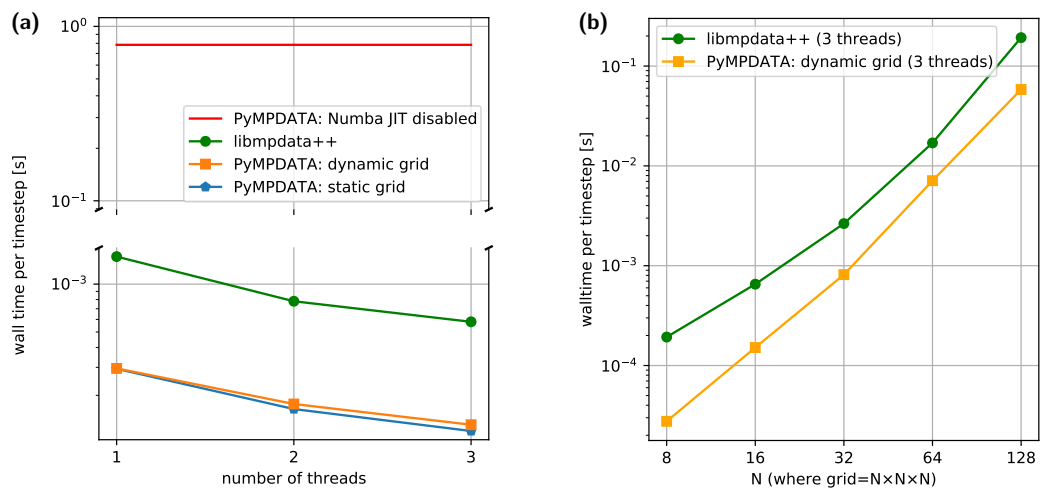 (a)
10⁰
10⁻¹
10⁻³
wall time per timestep [s]
PyMPDATA: Numba JIT disabled
libmpdata++
PyMPDATA: dynamic grid
PyMPDATA: static grid
1 2 3
number of threads
(b)
10⁻¹
10⁻²
10⁻³
10⁻⁴
walltime per timestep [s]
libmpdata++ (3 threads)
PyMPDATA: dynamic grid (3 threads)
8 16 32 64 128
N (where grid=N×N×N)